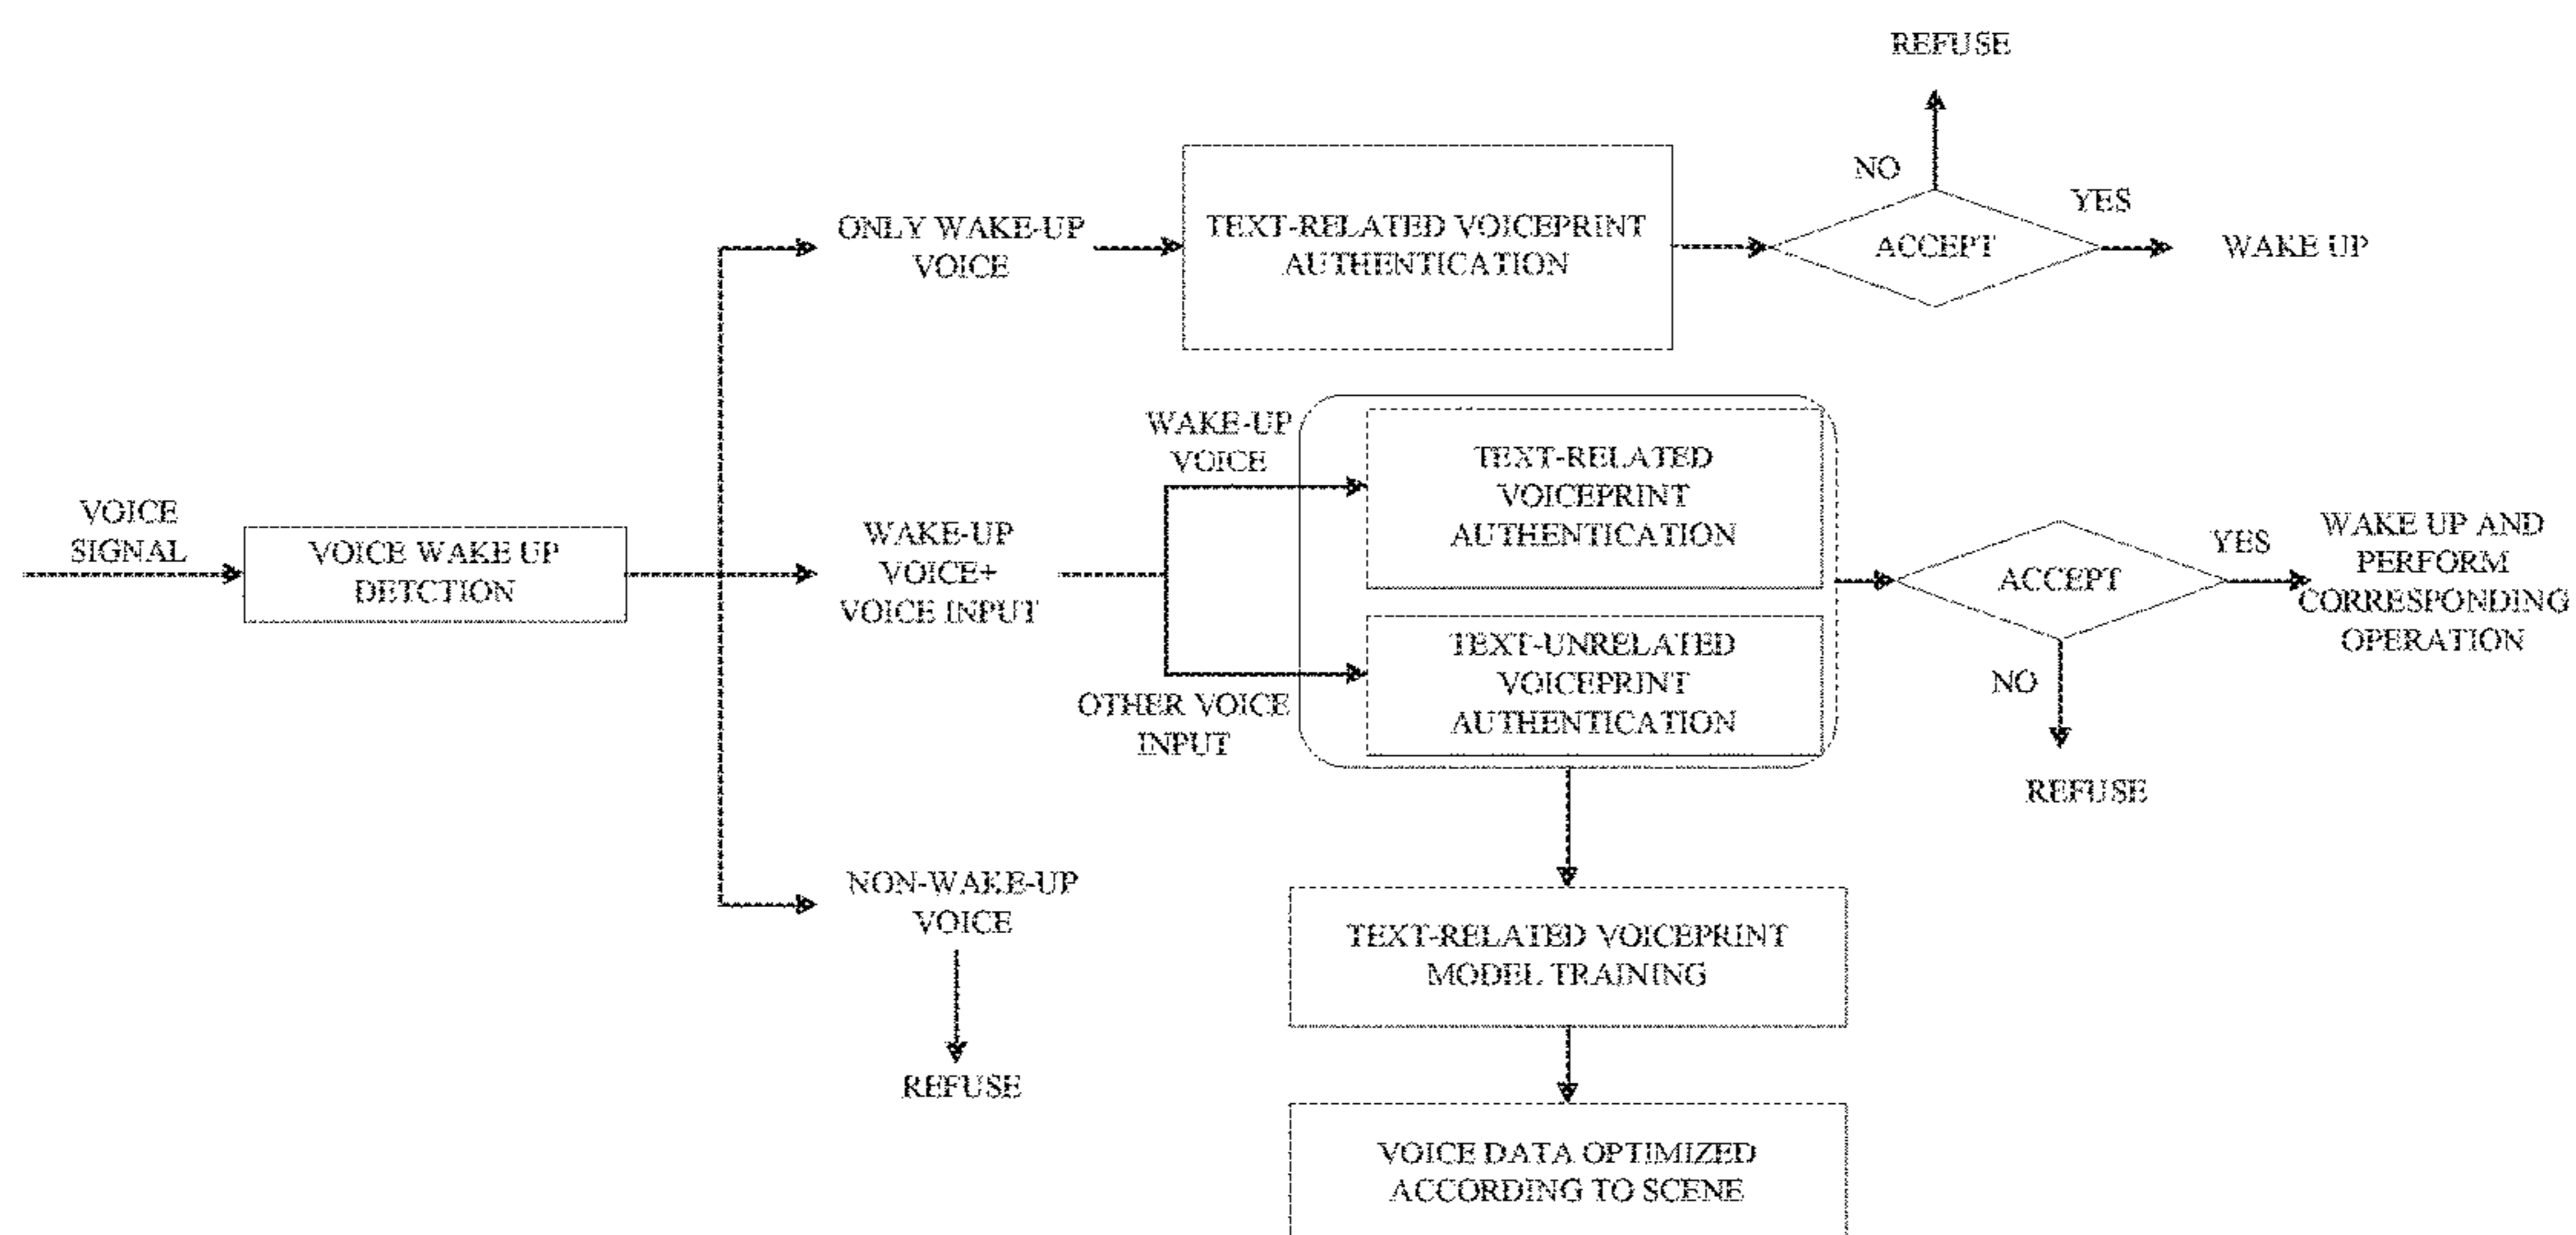 REFUSE
NO
YES
ONLY WAKE-UP
VOICE
TEXT-RELATED VOICEPRINT
AUTHENTICATION
ACCEPT
WAKE UP
VOICE
SIGNAL
VOICE WAKE UP
DETCTION
WAKE-UP
VOICE+
VOICE INPUT
WAKE-UP
VOICE
OTHER VOICE
INPUT
TEXT-RELATED
VOICEPRINT
AUTHENTICATION
TEXT-UNRELATED
VOICEPRINT
AUTHENTICATION
ACCEPT
YES
WAKE UP AND
PERFORM
CORRESPONDING
OPERATION
NO
REFUSE
NON-WAKE-UP
VOICE
REFUSE
TEXT-RELATED VOICEPRINT
MODEL TRAINING
VOICE DATA OPTIMIZED
ACCORDING TO SCENE